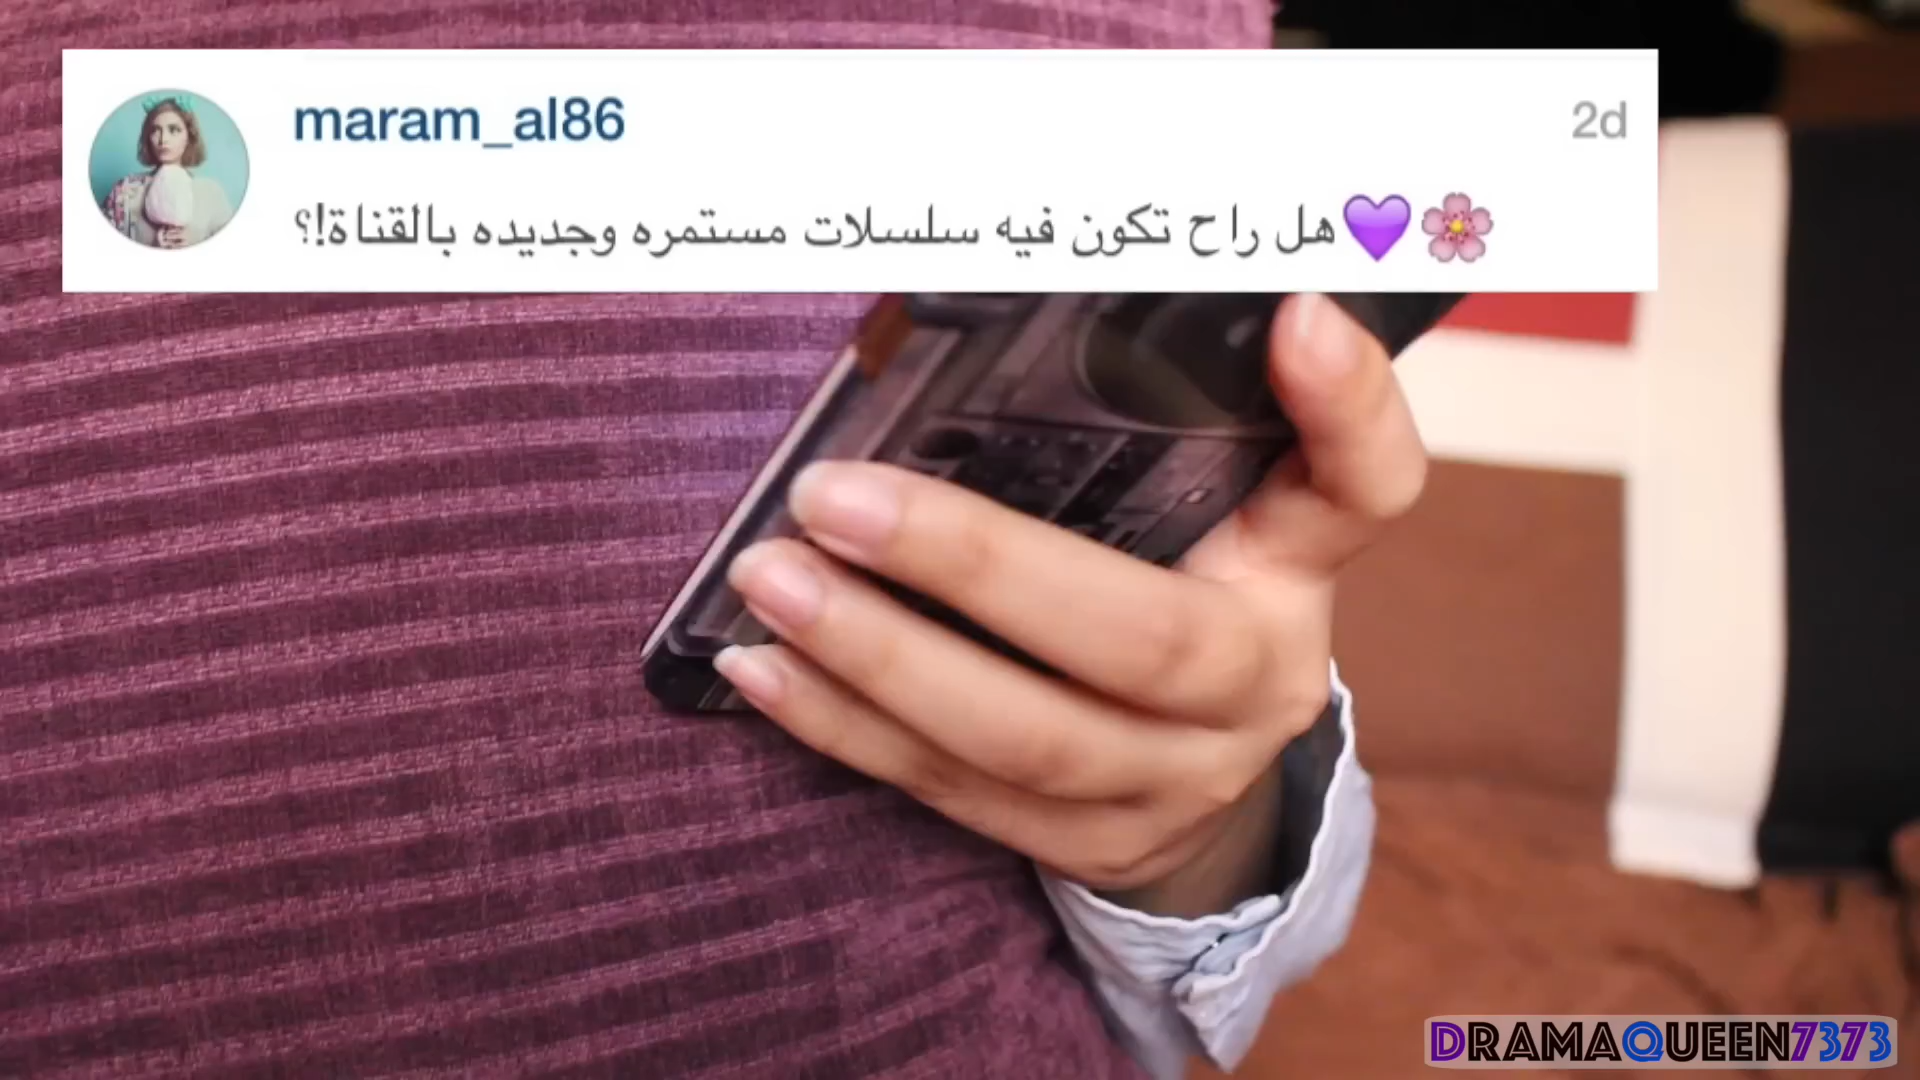 maram_al86
2d
🌸💜هل راح تكون فيه سلسلات مستمره وجديده بالقناة!؟
DRAMAQUEEN7373